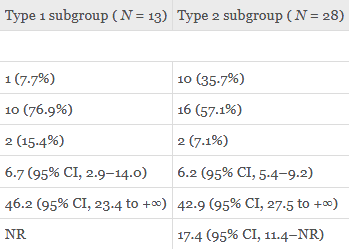 Type 1 subgroup ( N = 13) Type 2 subgroup ( N = 28)
1 (7.7%) 10 (35.7%)
10 (76.9%) 16 (57.1%)
2 (15.4%) 2 (7.1%)
6.7 (95% CI, 2.9–14.0) 6.2 (95% CI, 5.4–9.2)
46.2 (95% CI, 23.4 to +∞) 42.9 (95% CI, 27.5 to +∞)
NR 17.4 (95% CI, 11.4–NR)